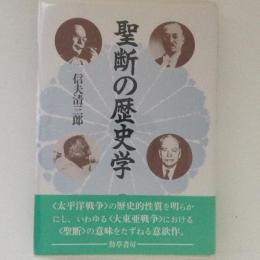 聖断の歴史学
信夫清三郎
〈太平洋戦争〉の歴史的性質を明らか
にし、いわゆる〈大東亜戦争〉における
〈聖断〉の意味をたずねる意欲作。
勁草書房